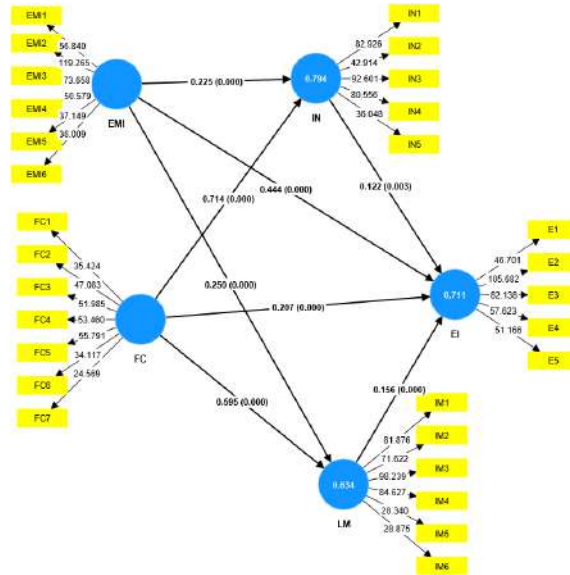 EMI1
EMI2
EMI3
EMI4
EMI5
EMI6
56.840
119.265
73.658
50.579
37.149
38.009
EMI
0.225 (0.000)
0.794
IN
IN1
IN2
IN3
IN4
IN5
82.926
42.914
92.601
80.556
36.048
0.714 (0.000)
0.444 (0.000)
0.122 (0.003)
0.250 (0.000)
FC1
FC2
FC3
FC4
FC5
FC6
FC7
35.424
47.083
51.985
53.460
55.791
34.117
24.569
FC
0.207 (0.000)
0.711
EI
E1
E2
E3
E4
E5
46.701
105.682
82.138
57.623
51.166
0.595 (0.000)
0.156 (0.000)
0.634
LM
IM1
IM2
IM3
IM4
IM5
IM6
81.876
71.622
98.239
84.627
28.340
28.875